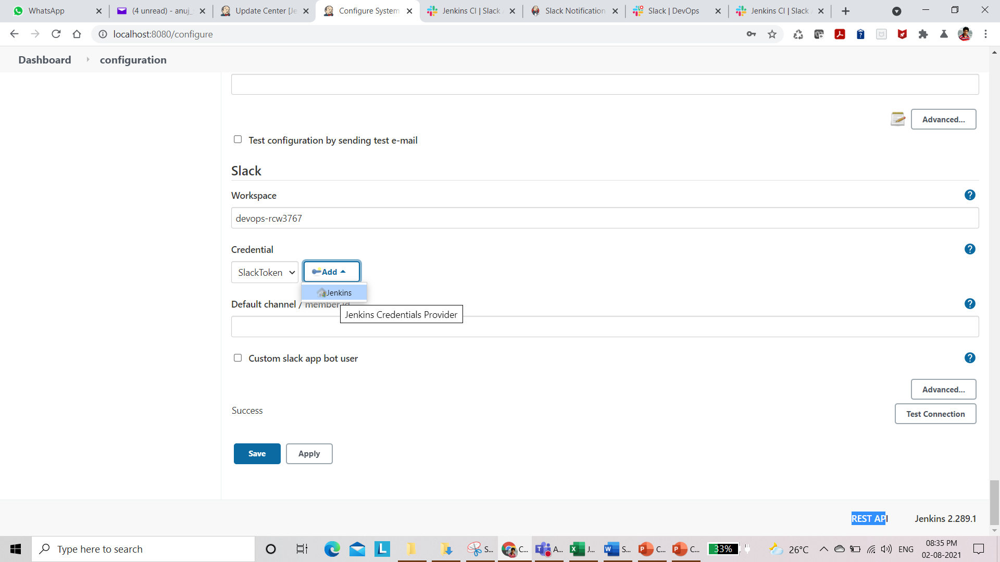 WhatsApp
(4 unread) - anuj_
Update Center [Je
Configure System
Jenkins CI | Slack
Slack Notification
Slack | DevOps
Jenkins CI | Slack
localhost:8080/configure
Dashboard
configuration
Advanced...
Test configuration by sending test e-mail
Slack
Workspace
devops-rcw3767
Credential
SlackToken
Add
Jenkins
Default channel / member id
Jenkins Credentials Provider
Custom slack app bot user
Advanced...
Success
Test Connection
Save
Apply
REST API
Jenkins 2.289.1
Type here to search
S...
C...
A...
J...
S...
C...
C...
33%
26°C
ENG
08:35 PM
02-08-2021